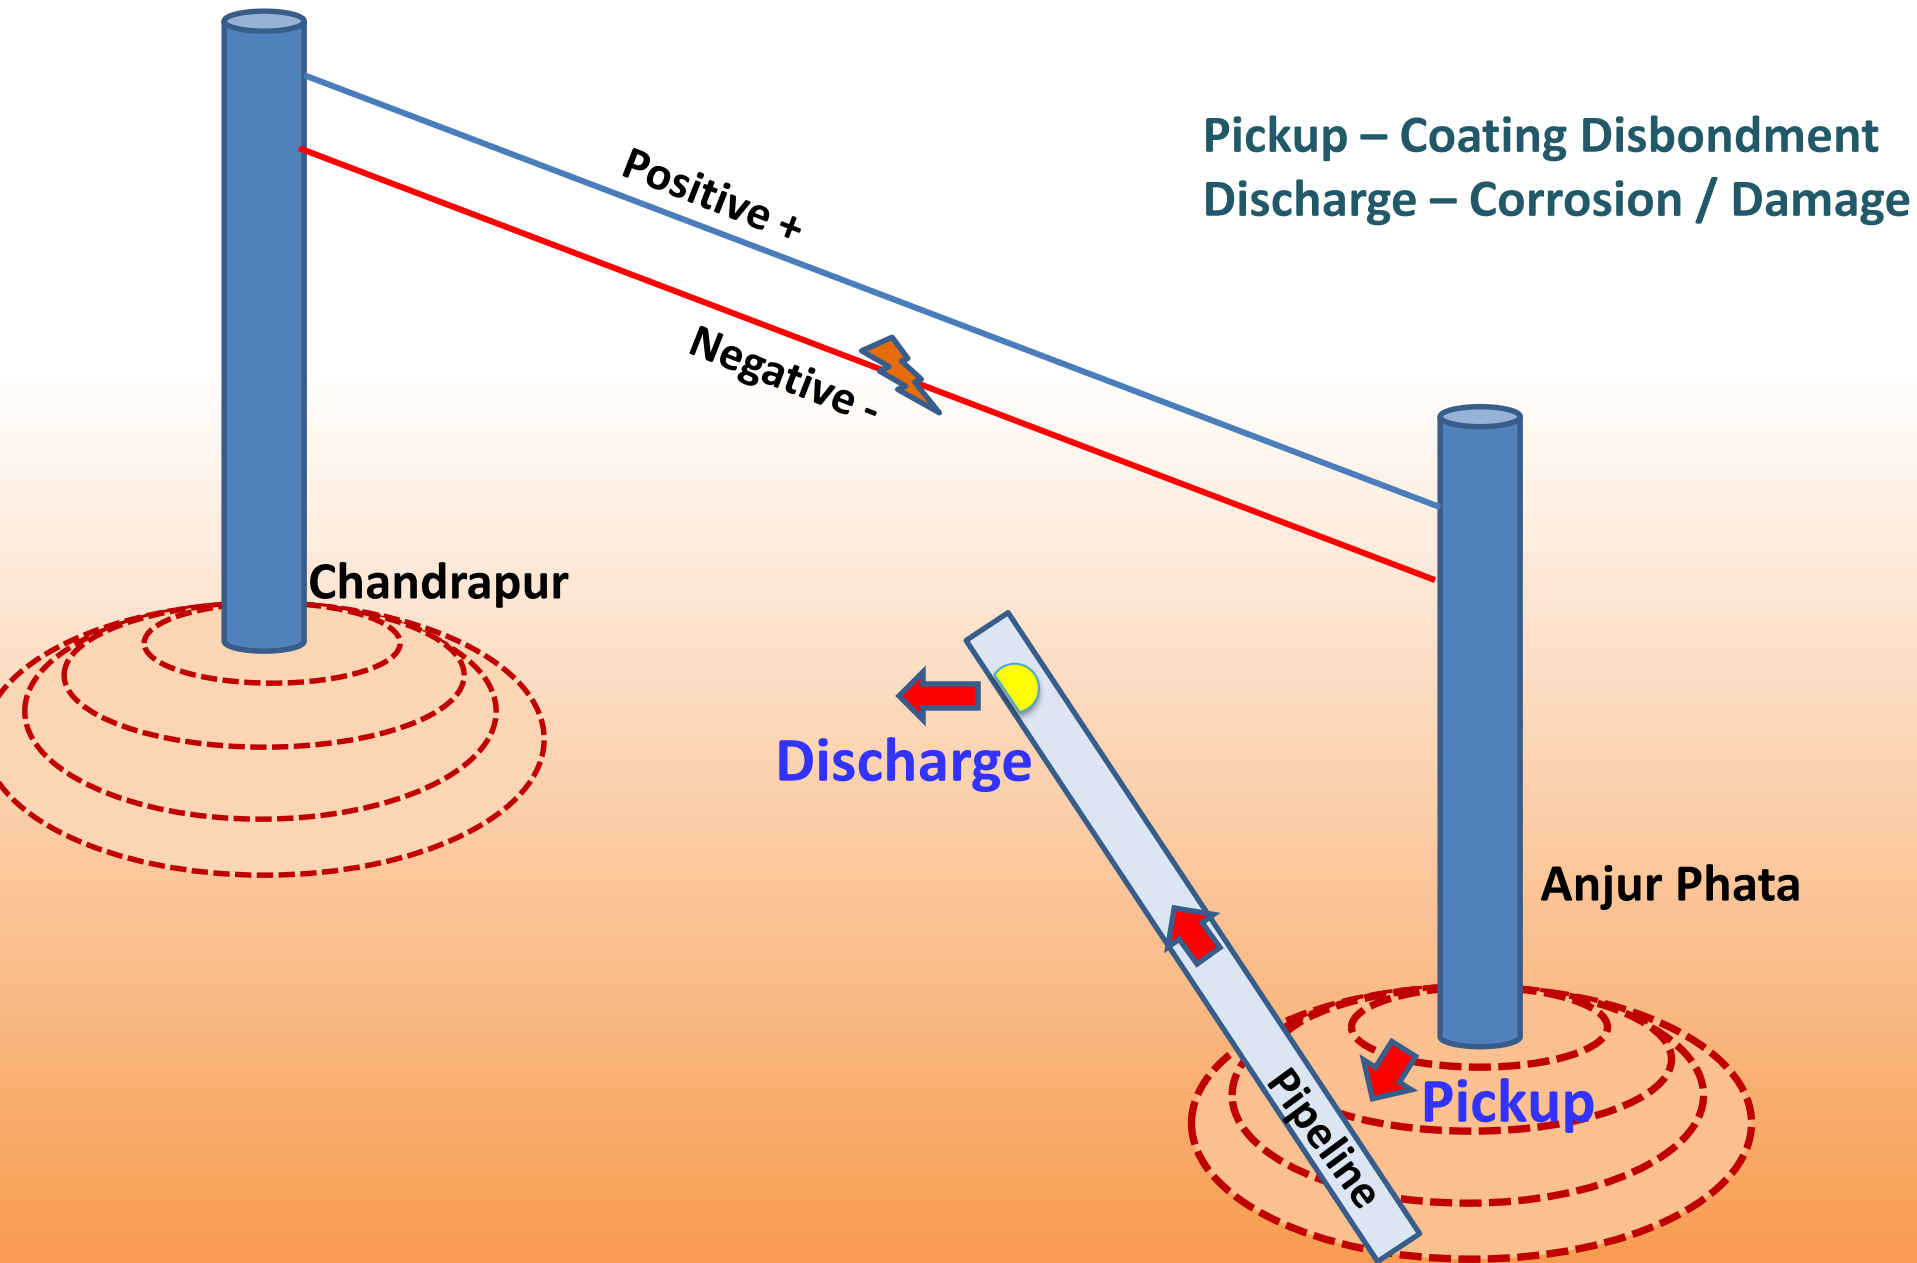 Pickup – Coating Disbondment
Discharge – Corrosion / Damage
Positive +
Negative -
Chandrapur
Discharge
Anjur Phata
Pickup
Pipeline